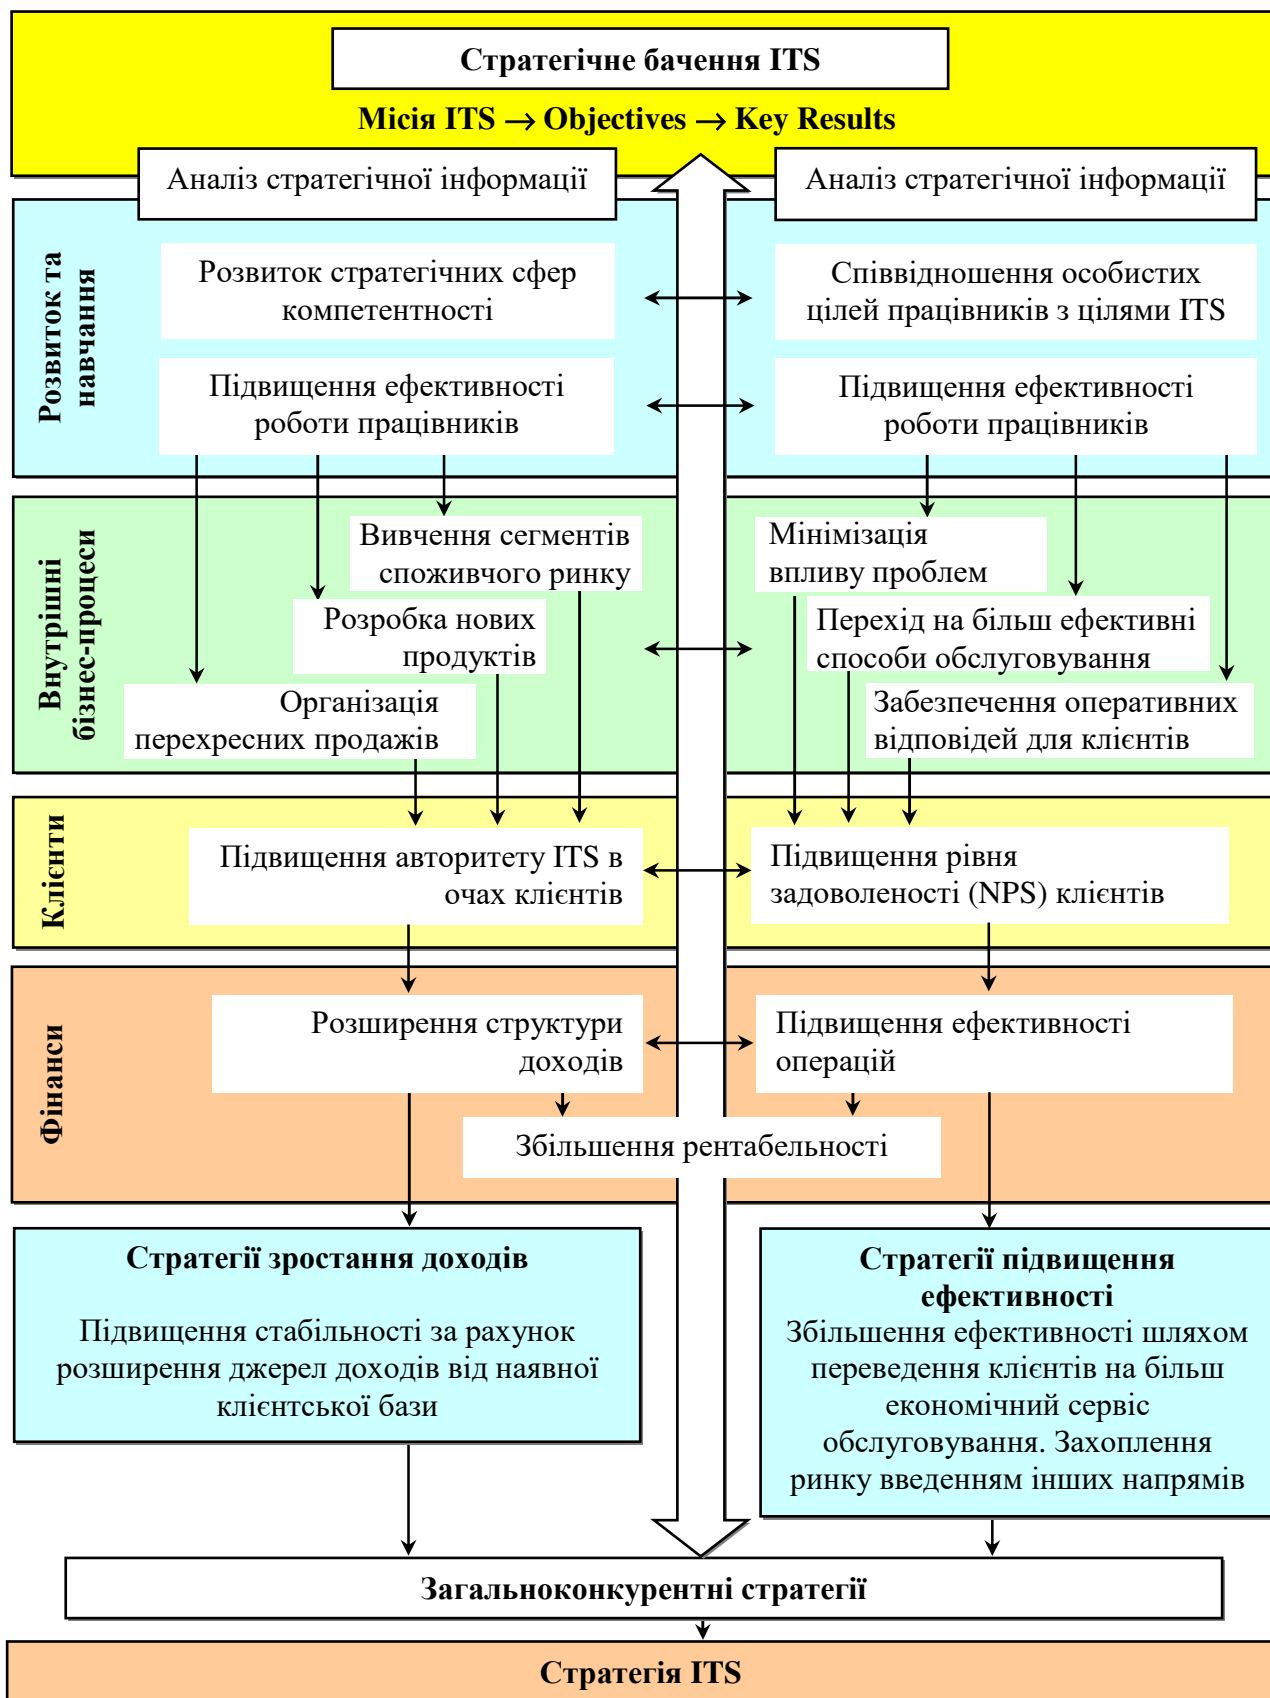 Стратегічне бачення ITS
Місія ITS → Objectives → Key Results
Аналіз стратегічної інформації
Аналіз стратегічної інформації
Розвиток та
навчання
Розвиток стратегічних сфер
компетентності
Співвідношення особистих
цілей працівників з цілями ITS
Підвищення ефективності
роботи працівників
Підвищення ефективності
роботи працівників
Внутрішні
бізнес-процеси
Вивчення сегментів
споживчого ринку
Мінімізація
впливу проблем
Розробка нових
продуктів
Перехід на більш ефективні
способи обслуговування
Організація
перехресних продажів
Забезпечення оперативних
відповідей для клієнтів
Клієнти
Підвищення авторитету ITS в
очах клієнтів
Підвищення рівня
задоволеності (NPS) клієнтів
Фінанси
Розширення структури
доходів
Підвищення ефективності
операцій
Збільшення рентабельності
Стратегії зростання доходів
Підвищення стабільності за рахунок
розширення джерел доходів від наявної
клієнтської бази
Стратегії підвищення
ефективності
Збільшення ефективності шляхом
переведення клієнтів на більш
економічний сервіс
обслуговування. Захоплення
ринку введенням інших напрямів
Загальноконкурентні стратегії
Стратегія ITS